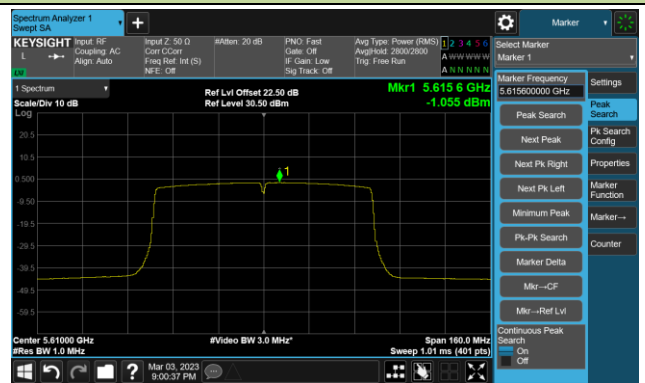 Spectrum Analyzer 1
Swept SA
Marker
KEYSIGHT
L
Input: RF
Coupling: AC
Align: Auto
Input Z: 50 Ω
Corr CCorr
Freq Ref: Int (S)
NFE: Off
#Atten: 20 dB
PNO: Fast
Gate: Off
IF Gain: Low
Sig Track: Off
Avg Type: Power (RMS)
Avg|Hold: 2800/2800
Trig: Free Run
1 2 3 4 5 6
A W W W W W
A N N N N N
Select Marker
Marker 1
1 Spectrum
Scale/Div 10 dB
Log
Ref Lvl Offset 22.50 dB
Ref Level 30.50 dBm
Mkr1 5.615 6 GHz
-1.055 dBm
20.5
10.5
0.500
-9.50
-19.5
-29.5
-39.5
-49.5
-59.5
1
Center 5.61000 GHz
#Res BW 1.0 MHz
#Video BW 3.0 MHz*
Span 160.0 MHz
Sweep 1.01 ms (401 pts)
Marker Frequency
5.615600000 GHz
Peak Search
Next Peak
Next Pk Right
Next Pk Left
Minimum Peak
Pk-Pk Search
Marker Delta
Mkr→CF
Mkr→Ref Lvl
Continuous Peak
Search
On
Off
Settings
Peak
Search
Pk Search
Config
Properties
Marker
Function
Marker→
Counter
?
Mar 03, 2023
9:00:37 PM